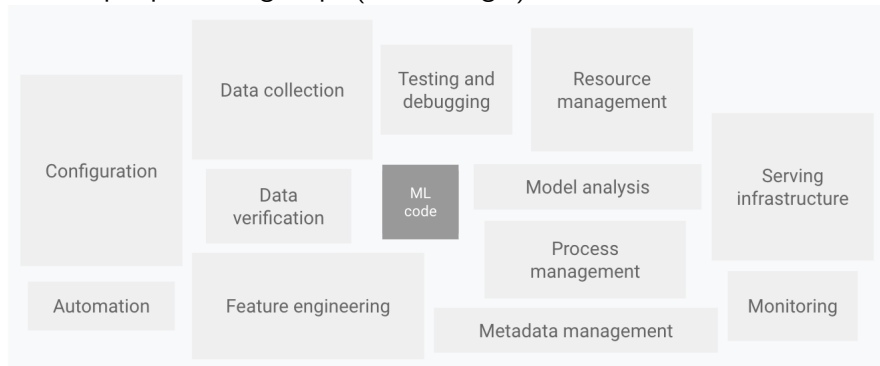 Data collection
Testing and
debugging
Resource
management
Configuration
Data
verification
ML
code
Model analysis
Serving
infrastructure
Process
management
Automation
Feature engineering
Metadata management
Monitoring